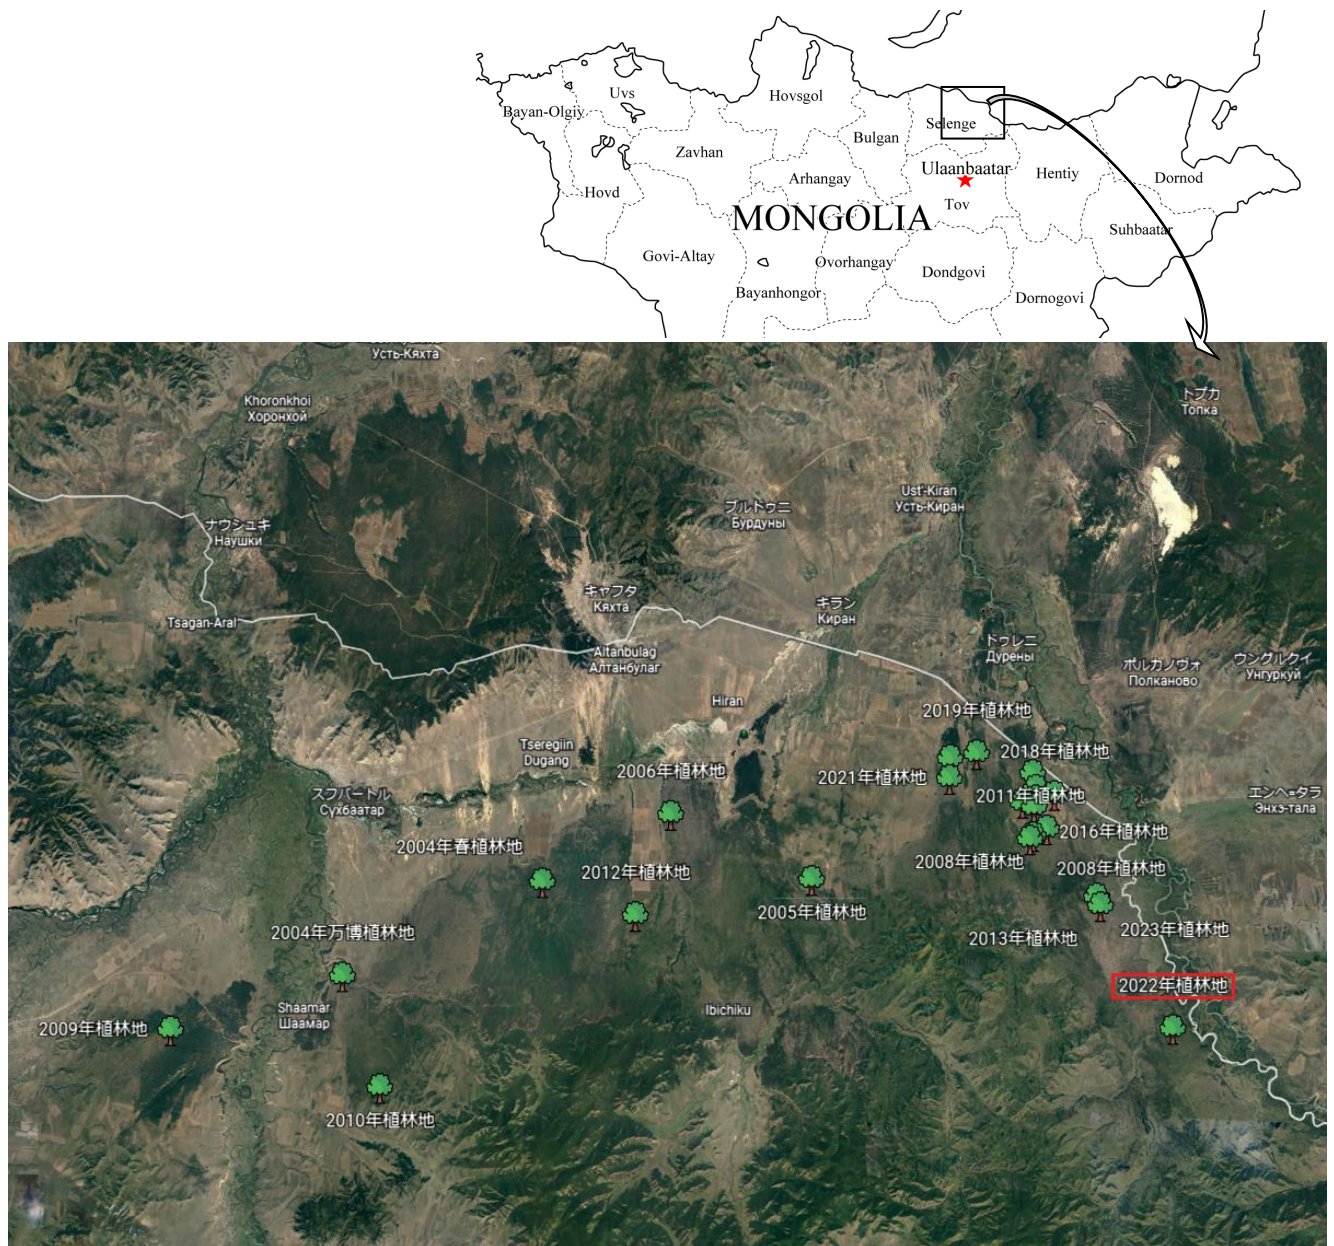 Uvs
Hovsgol
Bayan-Olgiy
Selenge
Bulgan
Zavhan
Ulaanbaatar
Hentiy
Arhangay
Dornod
Hovd
Tov
MONGOLIA
Suhbaatar
Govi-Altay
Ovorhangay
Dondgovi
Bayanhongor
Dornogovi
Усть-Кяхта
Khoronkhoi
Хоронхой
トプカ
Топка
Ust'-Kiran
Усть-Киран
ブルドゥニ
Бурдуны
ナウシュキ
Наушки
キャフタ
Кяхта
キラン
Киран
Tsagan-Aral
ドゥレニ
Дурены
Altanbulag
Алтанбулаг
ポルカノヴォ
Полканово
ウングルクイ
Унгуркуй
Hiran
2019年植林地
Tseregiin
Dugang
2018年植林地
2006年植林地
2021年植林地
スフバートル
Сүхбаатар
2011年植林地
エンヘ=タラ
Энхэ-тала
2016年植林地
2004年春植林地
2008年植林地
2008年植林地
2012年植林地
2005年植林地
2004年万博植林地
2013年植林地
2023年植林地
2022年植林地
Shaamar
Шаамар
Ibichiku
2009年植林地
2010年植林地